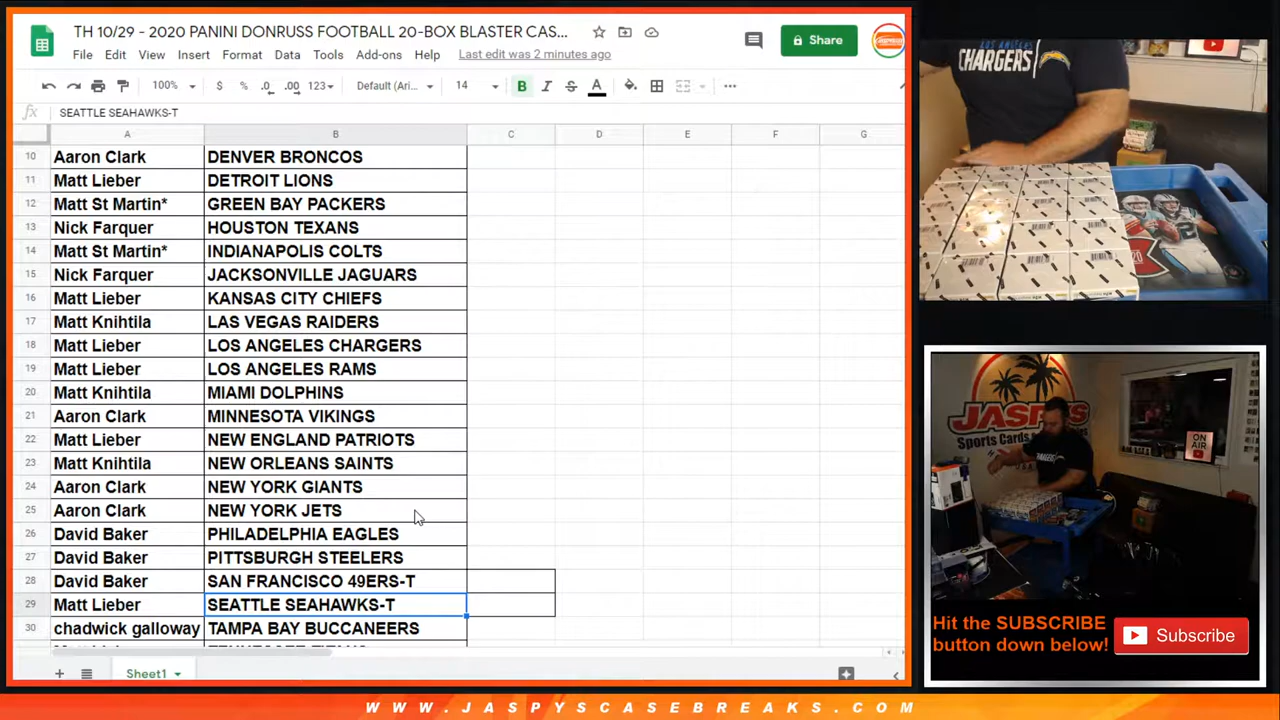 TH 10/29 - 2020 PANINI DONRUSS FOOTBALL 20-BOX BLASTER CAS...
File Edit View Insert Format Data Tools Add-ons Help Last edit was 2 minutes ago
Share
100% $ % .0 .00 123 Default (Ari... 14 B I S A
fx SEATTLE SEAHAWKS-T
A B C D E F G
10 Aaron Clark DENVER BRONCOS
11 Matt Lieber DETROIT LIONS
12 Matt St Martin* GREEN BAY PACKERS
13 Nick Farquer HOUSTON TEXANS
14 Matt St Martin* INDIANAPOLIS COLTS
15 Nick Farquer JACKSONVILLE JAGUARS
16 Matt Lieber KANSAS CITY CHIEFS
17 Matt Knihtila LAS VEGAS RAIDERS
18 Matt Lieber LOS ANGELES CHARGERS
19 Matt Lieber LOS ANGELES RAMS
20 Matt Knihtila MIAMI DOLPHINS
21 Aaron Clark MINNESOTA VIKINGS
22 Matt Lieber NEW ENGLAND PATRIOTS
23 Matt Knihtila NEW ORLEANS SAINTS
24 Aaron Clark NEW YORK GIANTS
25 Aaron Clark NEW YORK JETS
26 David Baker PHILADELPHIA EAGLES
27 David Baker PITTSBURGH STEELERS
28 David Baker SAN FRANCISCO 49ERS-T
29 Matt Lieber SEATTLE SEAHAWKS-T
30 chadwick galloway TAMPA BAY BUCCANEERS
Sheet1
LOS ANGELES
CHARGERS
JASPYS
Sports Cards
ON
AIR
CHARGERS
Hit the SUBSCRIBE
button down below!
Subscribe
WWW.JASPYSCASEBREAKS.COM